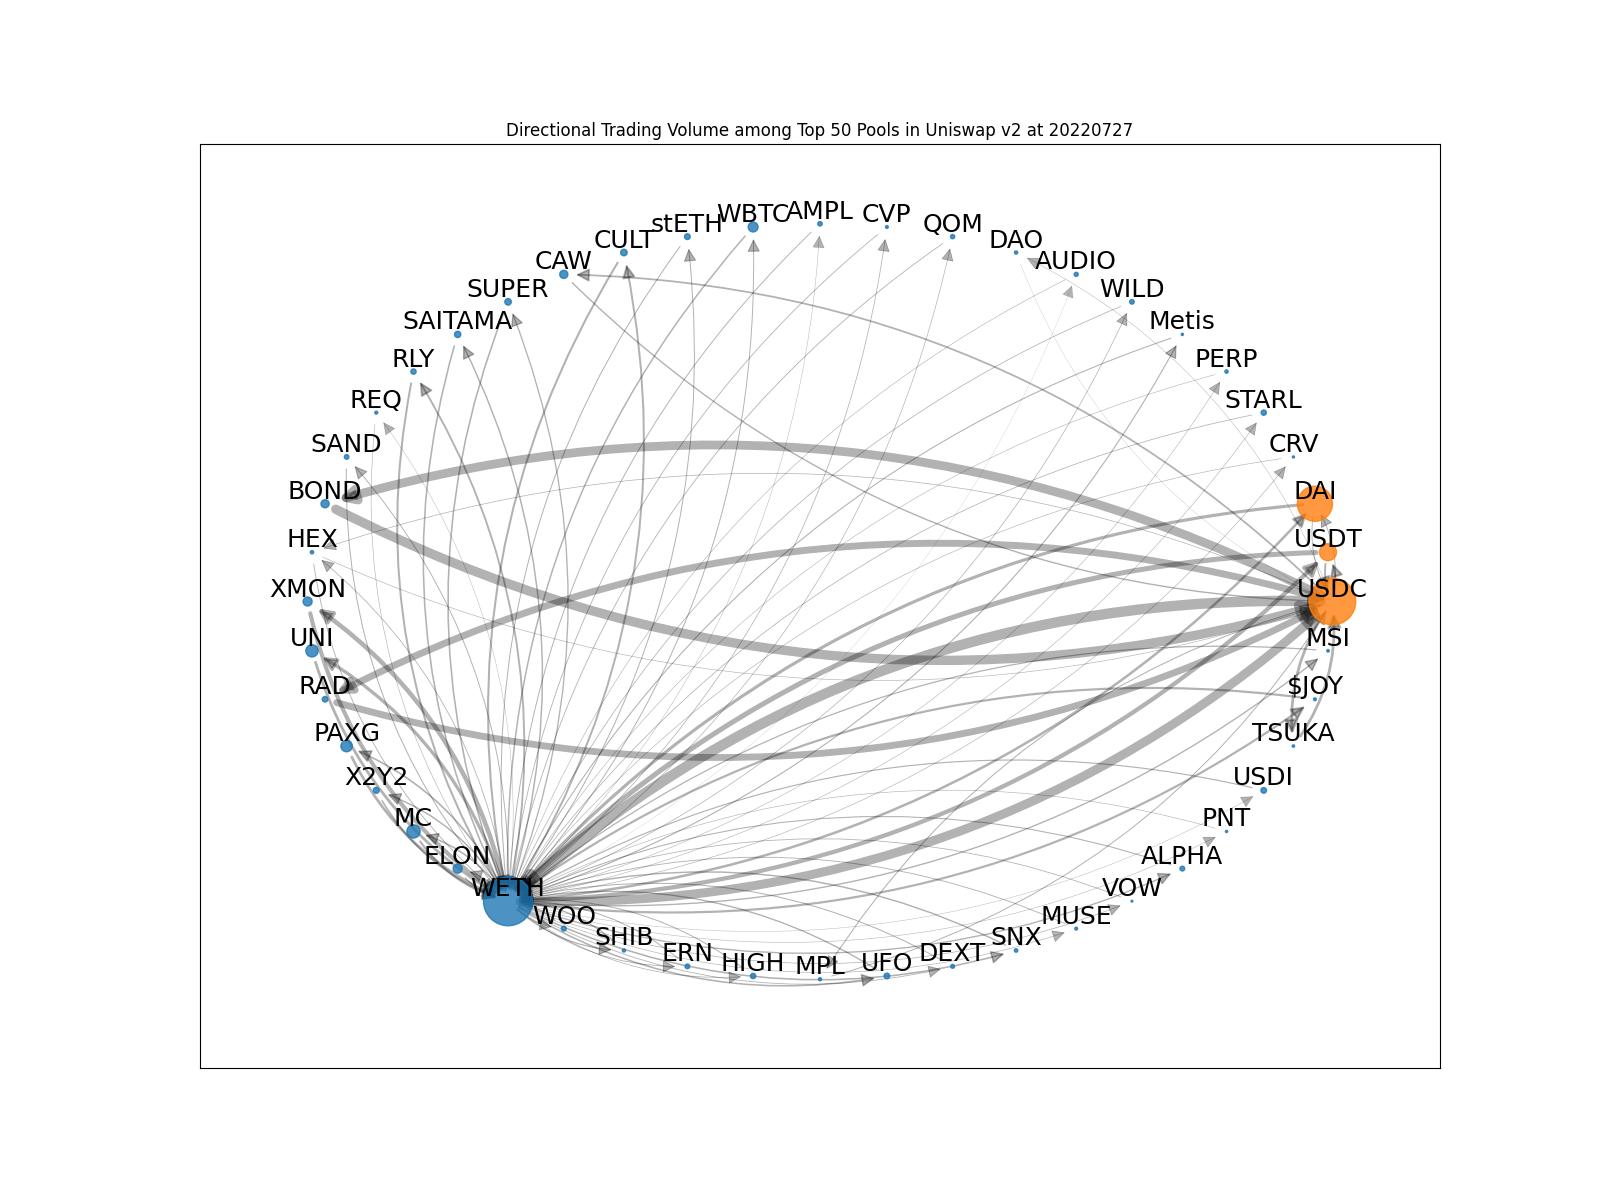 Directional Trading Volume among Top 50 Pools in Uniswap v2 at 20220727
WBTC
AMPL
CVP
stETH
QOM
CULT
DAO
CAW
AUDIO
SUPER
WILD
SAITAMA
Metis
RLY
PERP
REQ
STARL
SAND
CRV
BOND
DAI
HEX
USDT
XMON
USDC
UNI
MSI
RAD
$JOY
PAXG
TSUKA
X2Y2
USDI
MC
PNT
ELON
ALPHA
WETH
VOW
WOO
MUSE
SHIB
SNX
ERN
DEXT
HIGH
MPL
UFO